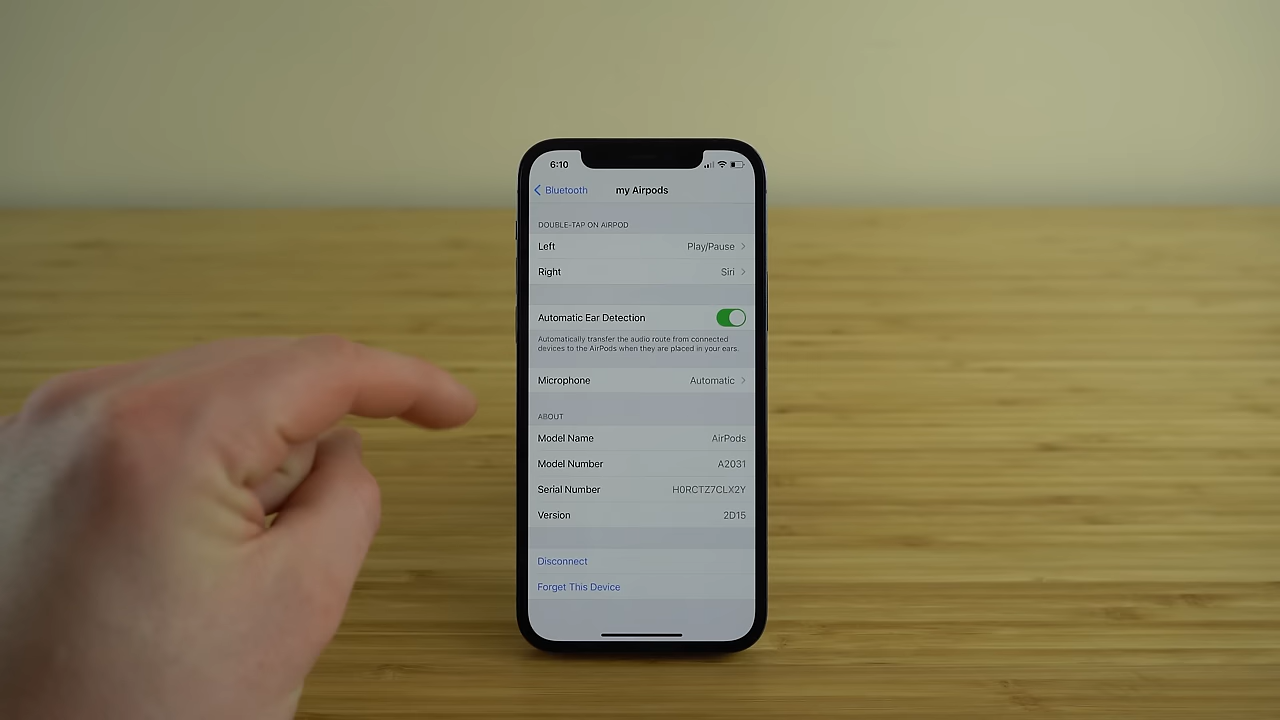 6:10
Bluetooth
my Airpods
DOUBLE-TAP ON AIRPOD
Left Play/Pause
Right Siri
Automatic Ear Detection
Automatically transfer the audio route from connected
devices to the AirPods when they are placed in your ears.
Microphone Automatic
ABOUT
Model Name AirPods
Model Number A2031
Serial Number H0RCTZ7CLX2Y
Version 2D15
Disconnect
Forget This Device